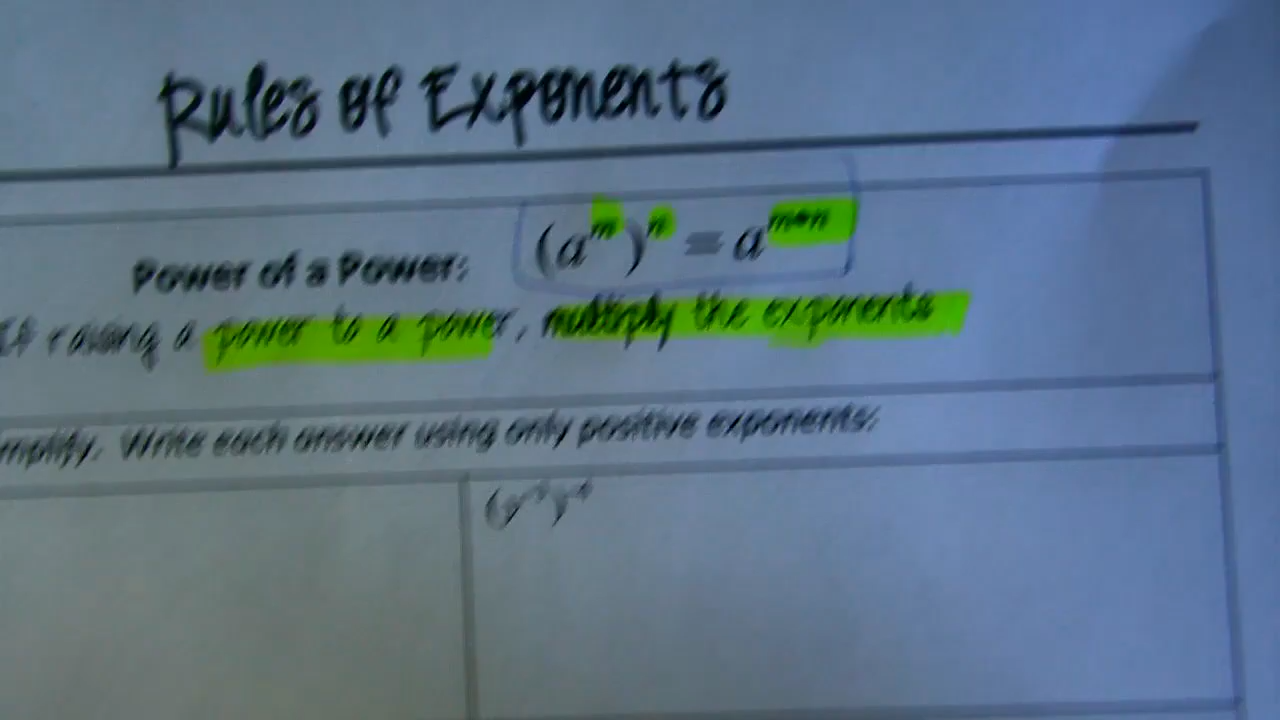 Rules of Exponents
Power of a Power: (a^m)^n = a^{m•n}
If raising a power to a power, multiply the exponents
mplify. Write each answer using only positive exponents: